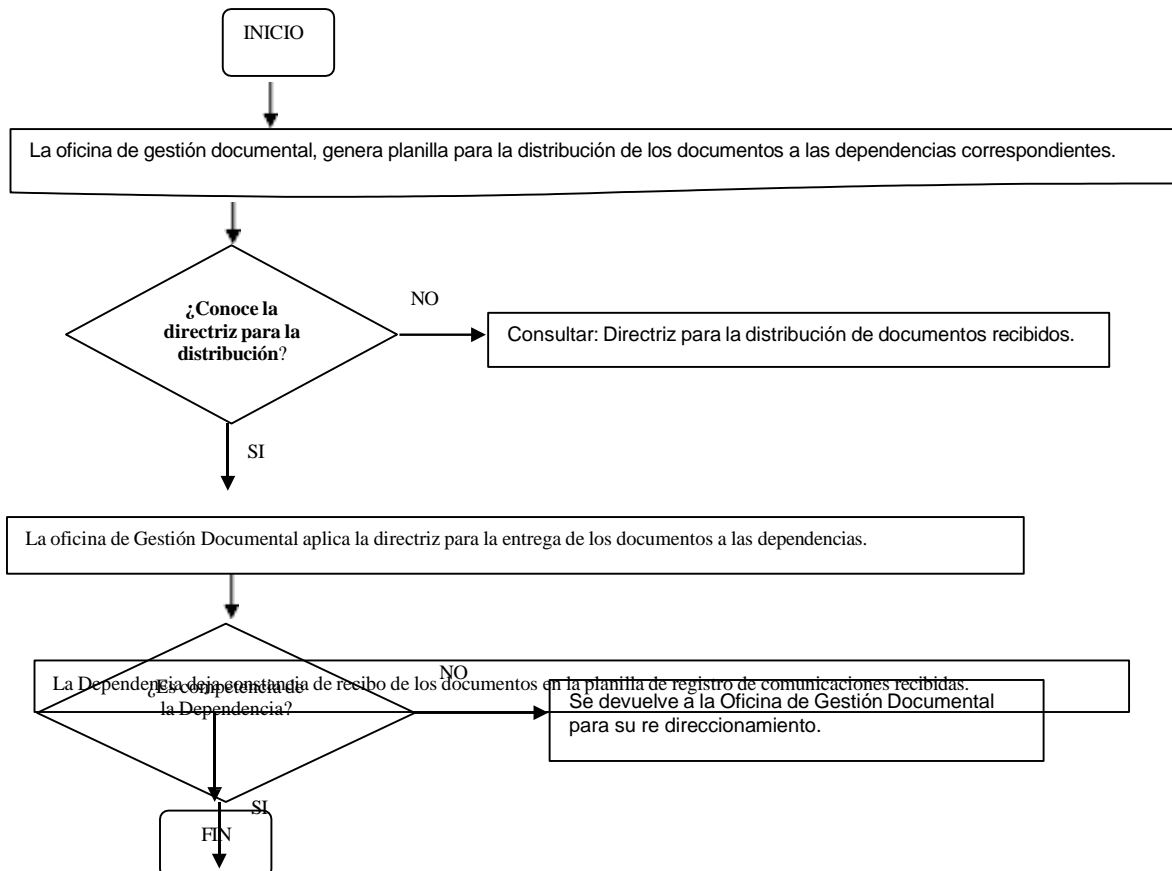 INICIO
La oficina de gestión documental, genera planilla para la distribución de los documentos a las dependencias correspondientes.
¿Conoce la
directriz para la
distribución?
NO
Consultar: Directriz para la distribución de documentos recibidos.
SI
La oficina de Gestión Documental aplica la directriz para la entrega de los documentos a las dependencias.
¿Es competencia de
la Dependencia?
NO
La Dependencia deja constancia de recibo de los documentos en la planilla de registro de comunicaciones recibidas.
Se devuelve a la Oficina de Gestión Documental
para su re direccionamiento.
SI
FIN